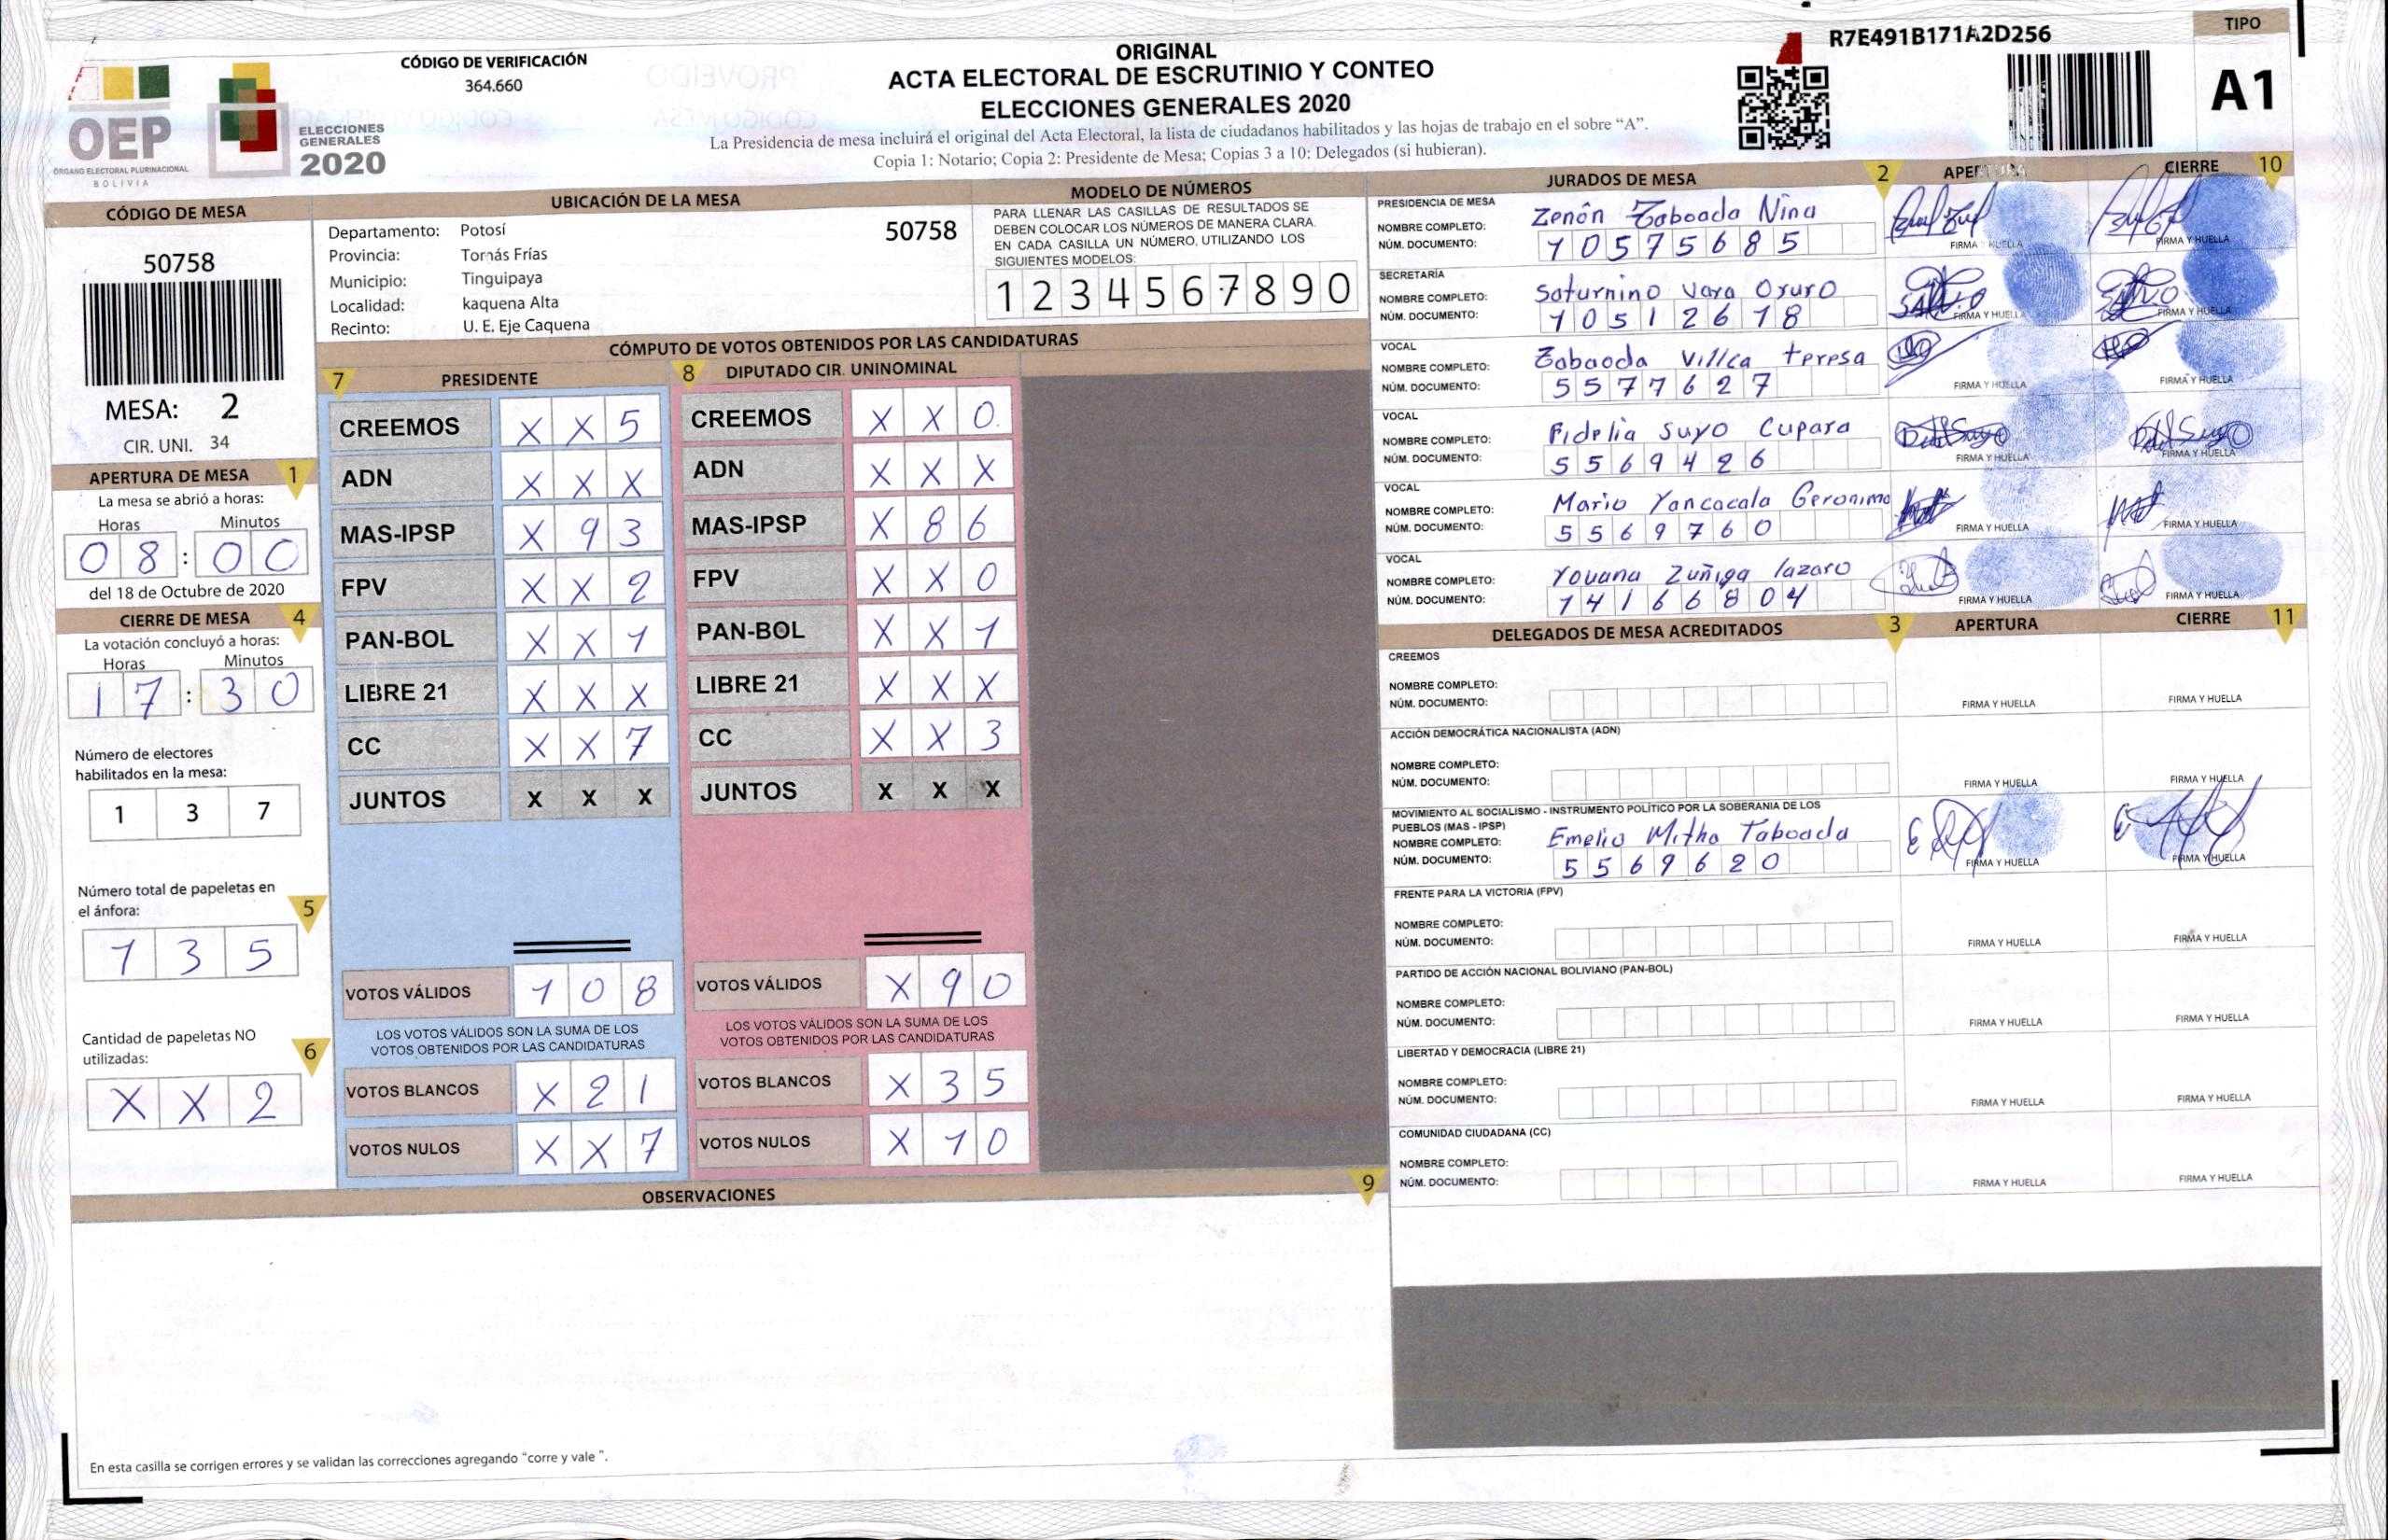 ORIGINAL
ACTA ELECTORAL DE ESCRUTINIO Y CONTEO
ELECCIONES GENERALES 2020
La Presidencia de mesa incluirá el original del Acta Electoral, la lista de ciudadanos habilitados y las hojas de trabajo en el sobre “A”.
Copia 1: Notario; Copia 2: Presidente de Mesa; Copias 3 a 10: Delegados (si hubieran).
CÓDIGO DE VERIFICACIÓN
364.660
OEP
ÓRGANO ELECTORAL PLURINACIONAL
BOLIVIA
ELECCIONES
GENERALES
2020
R7E491B171A2D256
TIPO
A1
CÓDIGO DE MESA
50758
MESA: 2
CIR. UNI. 34
APERTURA DE MESA 1
La mesa se abrió a horas:
Horas Minutos
08:00
del 18 de Octubre de 2020
CIERRE DE MESA 4
La votación concluyó a horas:
Horas Minutos
17:30
Número de electores
habilitados en la mesa:
1 3 7
Número total de papeletas en
el ánfora: 5
1 3 5
Cantidad de papeletas NO
utilizadas: 6
X X 2
UBICACIÓN DE LA MESA
Departamento: Potosí 50758
Provincia: Tomás Frías
Municipio: Tinguipaya
Localidad: kaquena Alta
Recinto: U. E. Eje Caquena
MODELO DE NÚMEROS
PARA LLENAR LAS CASILLAS DE RESULTADOS SE
DEBEN COLOCAR LOS NÚMEROS DE MANERA CLARA.
EN CADA CASILLA UN NÚMERO, UTILIZANDO LOS
SIGUIENTES MODELOS:
1 2 3 4 5 6 7 8 9 0
CÓMPUTO DE VOTOS OBTENIDOS POR LAS CANDIDATURAS
7 PRESIDENTE
CREEMOS X X 5
ADN X X X
MAS-IPSP X 9 3
FPV X X 2
PAN-BOL X X 1
LIBRE 21 X X X
CC X X 7
JUNTOS X X X
VOTOS VÁLIDOS 1 0 8
LOS VOTOS VÁLIDOS SON LA SUMA DE LOS
VOTOS OBTENIDOS POR LAS CANDIDATURAS
VOTOS BLANCOS X 2 1
VOTOS NULOS X X 7
8 DIPUTADO CIR. UNINOMINAL
CREEMOS X X 0
ADN X X X
MAS-IPSP X 8 6
FPV X X 0
PAN-BOL X X 1
LIBRE 21 X X X
CC X X 3
JUNTOS X X X
VOTOS VÁLIDOS X 9 0
LOS VOTOS VÁLIDOS SON LA SUMA DE LOS
VOTOS OBTENIDOS POR LAS CANDIDATURAS
VOTOS BLANCOS X 3 5
VOTOS NULOS X 1 0
OBSERVACIONES 9
En esta casilla se corrigen errores y se validan las correcciones agregando “corre y vale ”.
JURADOS DE MESA 2 APERTURA CIERRE 10
PRESIDENCIA DE MESA
NOMBRE COMPLETO: Zenón Taboada Nina
NÚM. DOCUMENTO: 10575685
FIRMA Y HUELLA FIRMA Y HUELLA
SECRETARÍA
NOMBRE COMPLETO: Saturnino Vara Oruro
NÚM. DOCUMENTO: 10512618
FIRMA Y HUELLA FIRMA Y HUELLA
VOCAL
NOMBRE COMPLETO: Tabaoda Villca teresa
NÚM. DOCUMENTO: 5577627
FIRMA Y HUELLA FIRMA Y HUELLA
VOCAL
NOMBRE COMPLETO: Fidelia Suyo Cupara
NÚM. DOCUMENTO: 5569426
FIRMA Y HUELLA FIRMA Y HUELLA
VOCAL
NOMBRE COMPLETO: Mario Yancacala Geronimo
NÚM. DOCUMENTO: 5569760
FIRMA Y HUELLA FIRMA Y HUELLA
VOCAL
NOMBRE COMPLETO: Yovana Zuñiga lazaro
NÚM. DOCUMENTO: 14166804
FIRMA Y HUELLA FIRMA Y HUELLA
DELEGADOS DE MESA ACREDITADOS 3 APERTURA CIERRE 11
CREEMOS
NOMBRE COMPLETO:
NÚM. DOCUMENTO:
FIRMA Y HUELLA FIRMA Y HUELLA
ACCIÓN DEMOCRÁTICA NACIONALISTA (ADN)
NOMBRE COMPLETO:
NÚM. DOCUMENTO:
FIRMA Y HUELLA FIRMA Y HUELLA
MOVIMIENTO AL SOCIALISMO - INSTRUMENTO POLÍTICO POR LA SOBERANIA DE LOS
PUEBLOS (MAS - IPSP)
NOMBRE COMPLETO: Emelio Mitha Taboada
NÚM. DOCUMENTO: 5569620
FIRMA Y HUELLA FIRMA Y HUELLA
FRENTE PARA LA VICTORIA (FPV)
NOMBRE COMPLETO:
NÚM. DOCUMENTO:
FIRMA Y HUELLA FIRMA Y HUELLA
PARTIDO DE ACCIÓN NACIONAL BOLIVIANO (PAN-BOL)
NOMBRE COMPLETO:
NÚM. DOCUMENTO:
FIRMA Y HUELLA FIRMA Y HUELLA
LIBERTAD Y DEMOCRACIA (LIBRE 21)
NOMBRE COMPLETO:
NÚM. DOCUMENTO:
FIRMA Y HUELLA FIRMA Y HUELLA
COMUNIDAD CIUDADANA (CC)
NOMBRE COMPLETO:
NÚM. DOCUMENTO:
FIRMA Y HUELLA FIRMA Y HUELLA